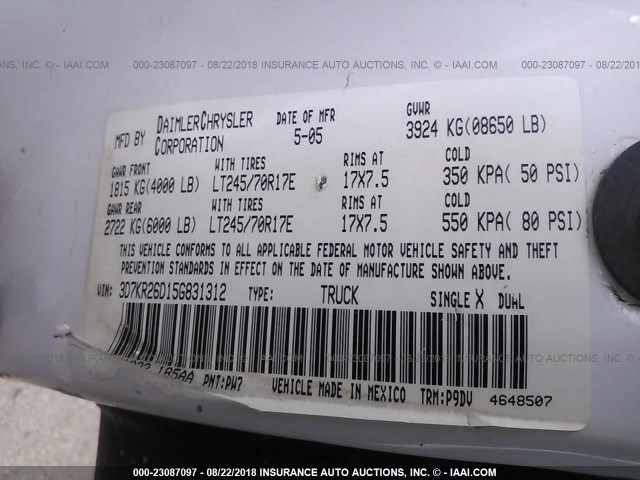 000-23087097 - 08/22/2018 INSURANCE AUTO AUCTIONS, INC. © - IAAI.COM
MFD BY DAIMLERCHRYSLER CORPORATION DATE OF MFR 5-05 GVWR 3924 KG(08650 LB)
GAWR FRONT WITH TIRES RIMS AT COLD
1815 KG(4000 LB) LT245/70R17E 17X7.5 350 KPA( 50 PSI)
GAWR REAR WITH TIRES RIMS AT COLD
2722 KG(6000 LB) LT245/70R17E 17X7.5 550 KPA( 80 PSI)
THIS VEHICLE CONFORMS TO ALL APPLICABLE FEDERAL MOTOR VEHICLE SAFETY AND THEFT
PREVENTION STANDARDS IN EFFECT ON THE DATE OF MANUFACTURE SHOWN ABOVE.
VIN: 3D7KR26D15G831312 TYPE: TRUCK SINGLE X DUAL
185AA PNT:PW7 VEHICLE MADE IN MEXICO TRM:P9DV 4648507
000-23087097 - 08/22/2018 INSURANCE AUTO AUCTIONS, INC. © - IAAI.COM